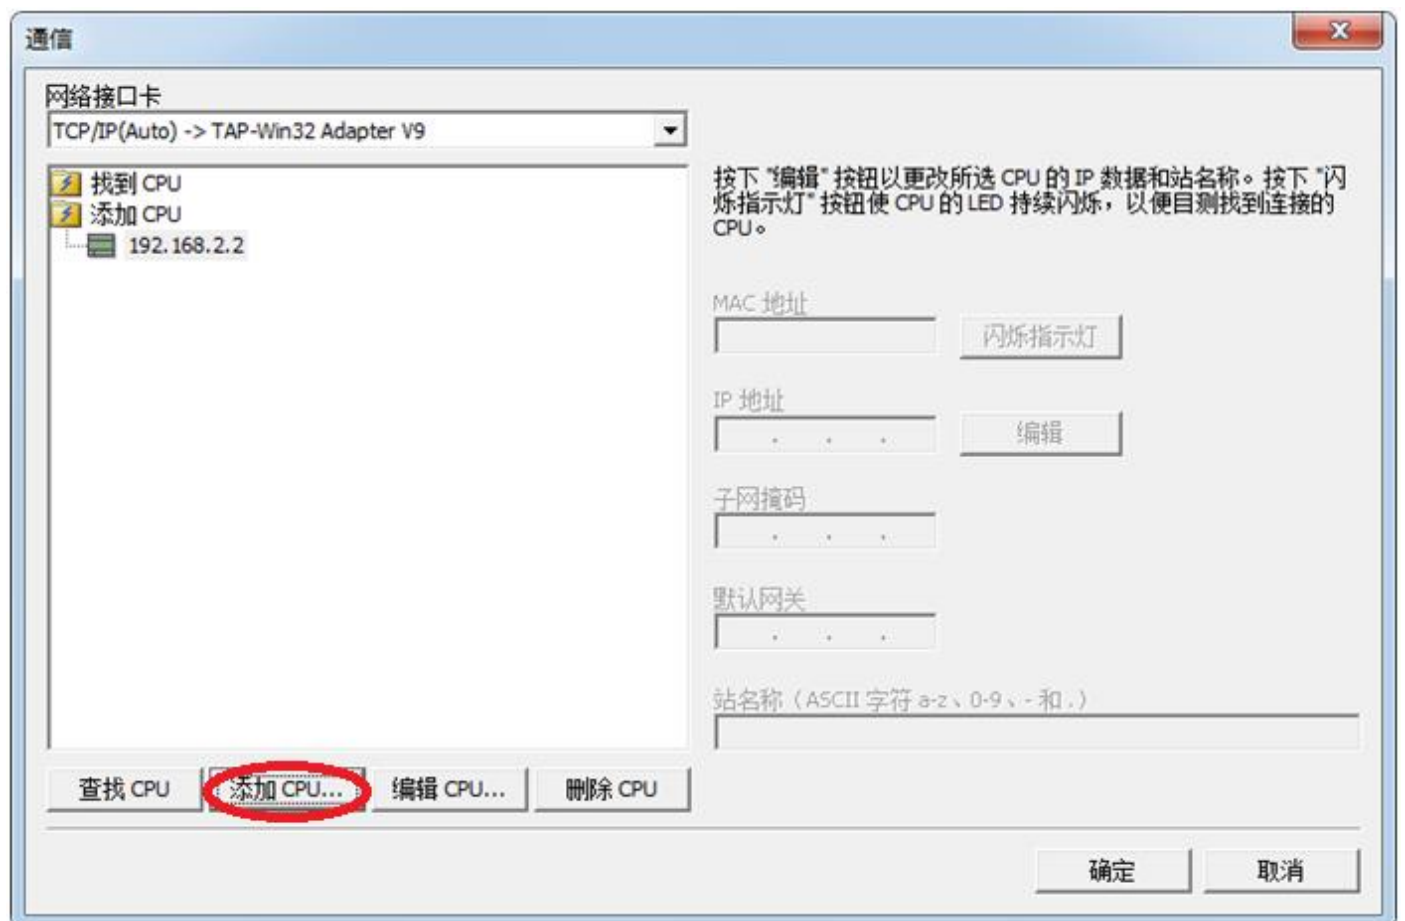 通信
X
网络接口卡
TCP/IP(Auto) -> TAP-Win32 Adapter V9
找到 CPU
添加 CPU
192.168.2.2
按下 "编辑" 按钮以更改所选 CPU 的 IP 数据和站名称。按下 "闪
烁指示灯" 按钮使 CPU 的 LED 持续闪烁，以便目测找到连接的
CPU。
MAC 地址
闪烁指示灯
IP 地址
. . .
编辑
子网掩码
. . .
默认网关
. . .
站名称（ASCII 字符 a-z、0-9、- 和 .）
查找 CPU
添加 CPU...
编辑 CPU...
删除 CPU
确定
取消